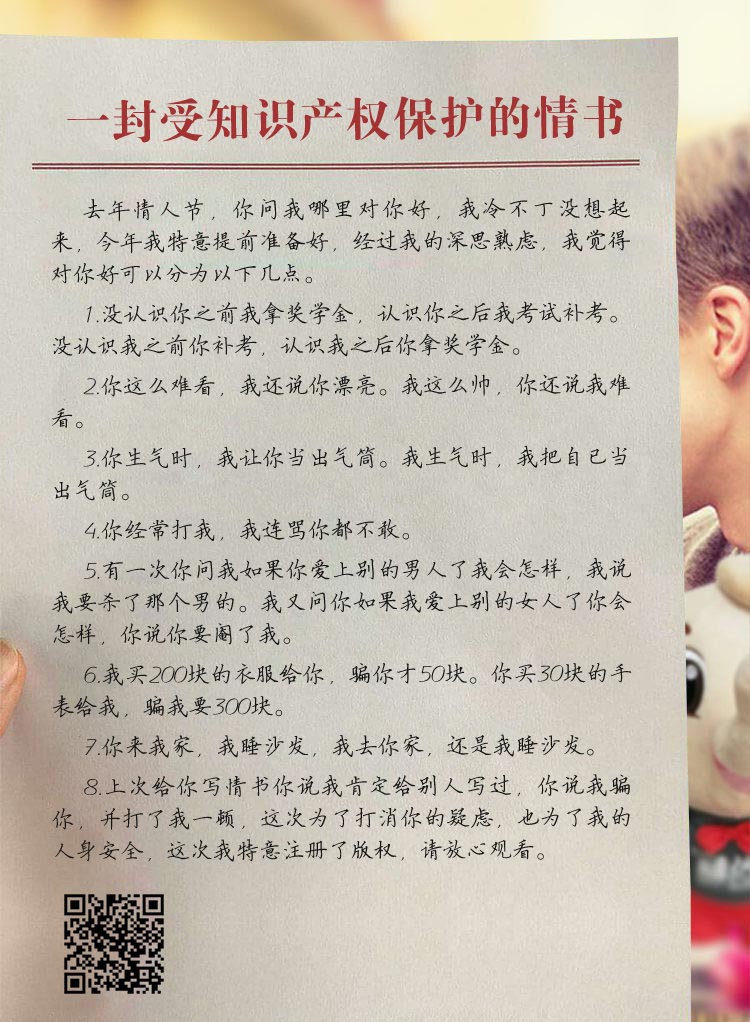 一封受知识产权保护的情书
去年情人节，你问我哪里对你好，我冷不丁没想起
来，今年我特意提前准备好，经过我的深思熟虑，我觉得
对你好可以分为以下几点。
1.没认识你之前我拿奖学金，认识你之后我考试补考。
没认识我之前你补考，认识我之后你拿奖学金。
2.你这么难看，我还说你漂亮。我这么帅，你还说我难
看。
3.你生气时，我让你当出气筒。我生气时，我把自己当
出气筒。
4.你经常打我，我连骂你都不敢。
5.有一次你问我如果你爱上别的男人了我会怎样，我说
我要杀了那个男的。我又问你如果我爱上别的女人了你会
怎样，你说你要阉了我。
6.我买200块的衣服给你，骗你才50块。你买30块的手
表给我，骗我要300块。
7.你来我家，我睡沙发，我去你家，还是我睡沙发。
8.上次给你写情书你说我肯定给别人写过，你说我骗
你，并打了我一顿，这次为了打消你的疑虑，也为了我的
人身安全，这次我特意注册了版权，请放心观看。